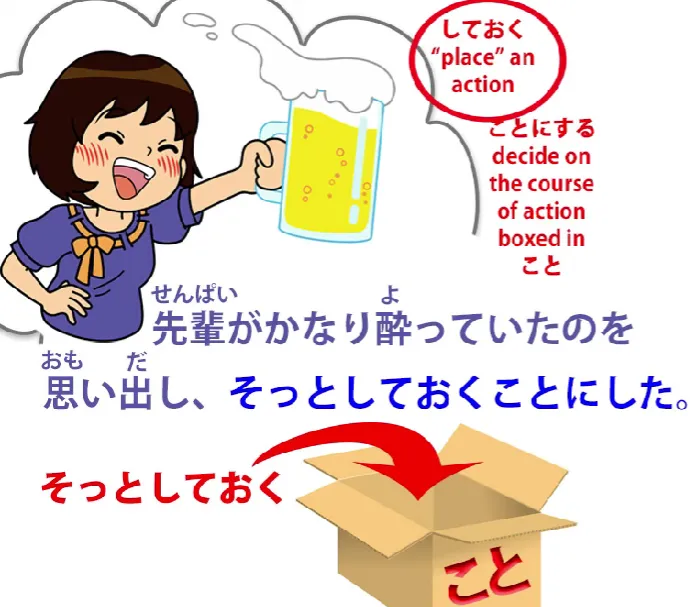 しておく
“place” an
action
ことにする
decide on
the course
of action
boxed in
こと
せんぱい よ
先輩がかなり酔っていたのを
おも だ
思い出し、そっとしておくことにした。
そっとしておく
こと